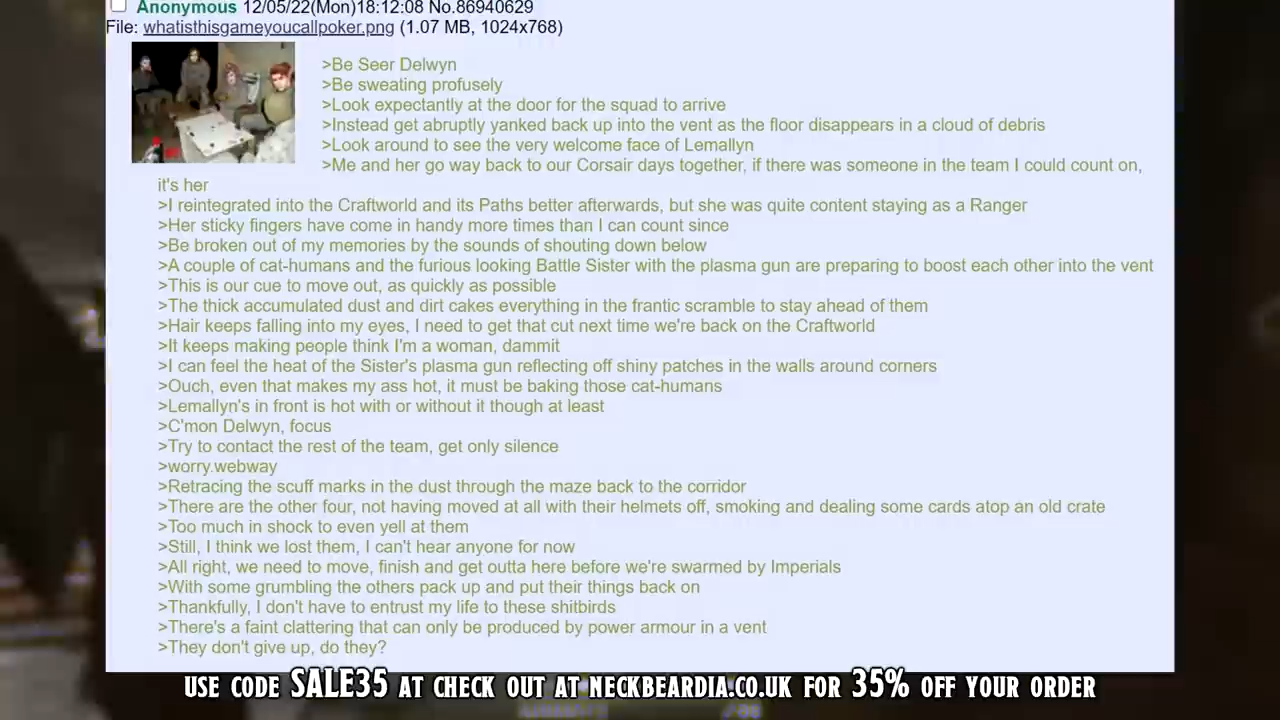 Anonymous 12/05/22(Mon)18:12:08 No.86940629
File: whatisthisgameyoucallpoker.png (1.07 MB, 1024x768)
>Be Seer Delwyn
>Be sweating profusely
>Look expectantly at the door for the squad to arrive
>Instead get abruptly yanked back up into the vent as the floor disappears in a cloud of debris
>Look around to see the very welcome face of Lemallyn
>Me and her go way back to our Corsair days together, if there was someone in the team I could count on,
it's her
>I reintegrated into the Craftworld and its Paths better afterwards, but she was quite content staying as a Ranger
>Her sticky fingers have come in handy more times than I can count since
>Be broken out of my memories by the sounds of shouting down below
>A couple of cat-humans and the furious looking Battle Sister with the plasma gun are preparing to boost each other into the vent
>This is our cue to move out, as quickly as possible
>The thick accumulated dust and dirt cakes everything in the frantic scramble to stay ahead of them
>Hair keeps falling into my eyes, I need to get that cut next time we're back on the Craftworld
>It keeps making people think I'm a woman, dammit
>I can feel the heat of the Sister's plasma gun reflecting off shiny patches in the walls around corners
>Ouch, even that makes my ass hot, it must be baking those cat-humans
>Lemallyn's in front is hot with or without it though at least
>C'mon Delwyn, focus
>Try to contact the rest of the team, get only silence
>worry.webway
>Retracing the scuff marks in the dust through the maze back to the corridor
>There are the other four, not having moved at all with their helmets off, smoking and dealing some cards atop an old crate
>Too much in shock to even yell at them
>Still, I think we lost them, I can't hear anyone for now
>All right, we need to move, finish and get outta here before we're swarmed by Imperials
>With some grumbling the others pack up and put their things back on
>Thankfully, I don't have to entrust my life to these shitbirds
>There's a faint clattering that can only be produced by power armour in a vent
>They don't give up, do they?
USE CODE SALE35 AT CHECK OUT AT NECKBEARDIA.CO.UK FOR 35% OFF YOUR ORDER